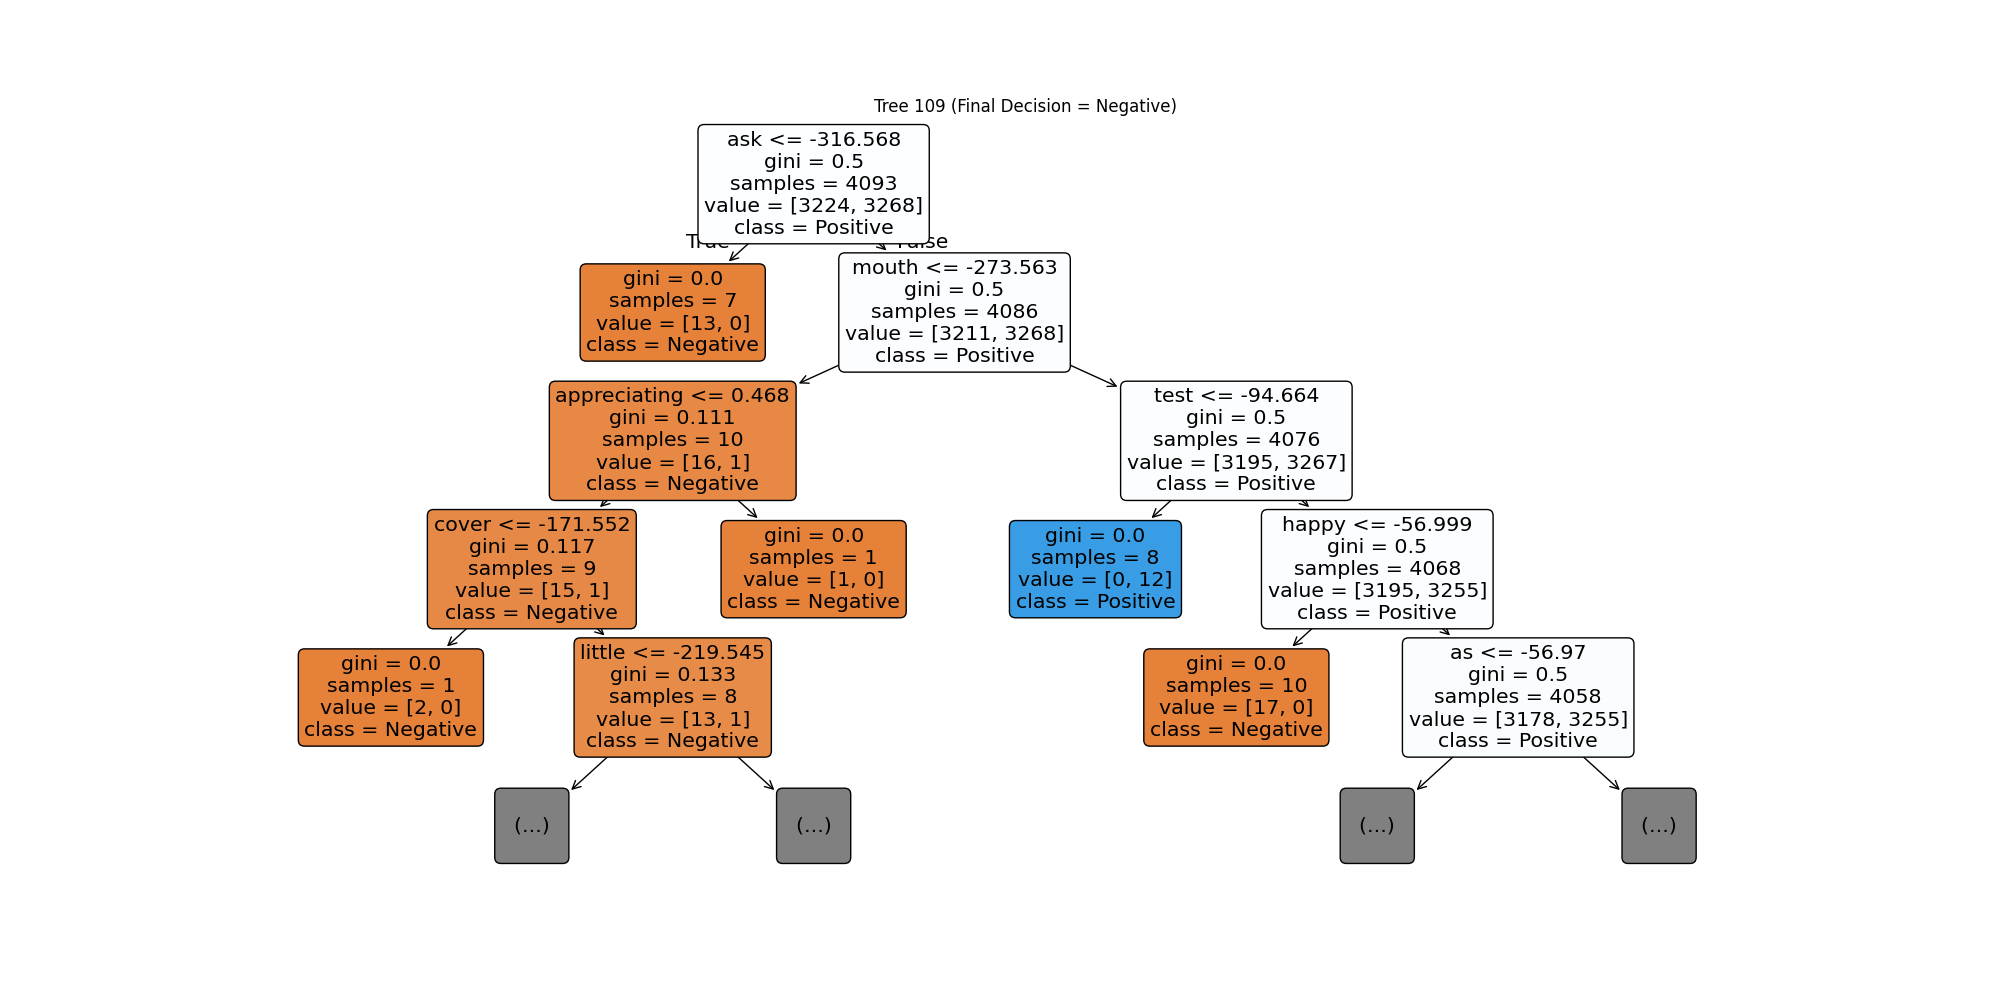 Tree 109 (Final Decision = Negative)
ask <= -316.568
gini = 0.5
samples = 4093
value = [3224, 3268]
class = Positive
True
False
gini = 0.0
samples = 7
value = [13, 0]
class = Negative
mouth <= -273.563
gini = 0.5
samples = 4086
value = [3211, 3268]
class = Positive
appreciating <= 0.468
gini = 0.111
samples = 10
value = [16, 1]
class = Negative
test <= -94.664
gini = 0.5
samples = 4076
value = [3195, 3267]
class = Positive
cover <= -171.552
gini = 0.117
samples = 9
value = [15, 1]
class = Negative
gini = 0.0
samples = 1
value = [1, 0]
class = Negative
gini = 0.0
samples = 8
value = [0, 12]
class = Positive
happy <= -56.999
gini = 0.5
samples = 4068
value = [3195, 3255]
class = Positive
gini = 0.0
samples = 1
value = [2, 0]
class = Negative
little <= -219.545
gini = 0.133
samples = 8
value = [13, 1]
class = Negative
gini = 0.0
samples = 10
value = [17, 0]
class = Negative
as <= -56.97
gini = 0.5
samples = 4058
value = [3178, 3255]
class = Positive
(...)
(...)
(...)
(...)